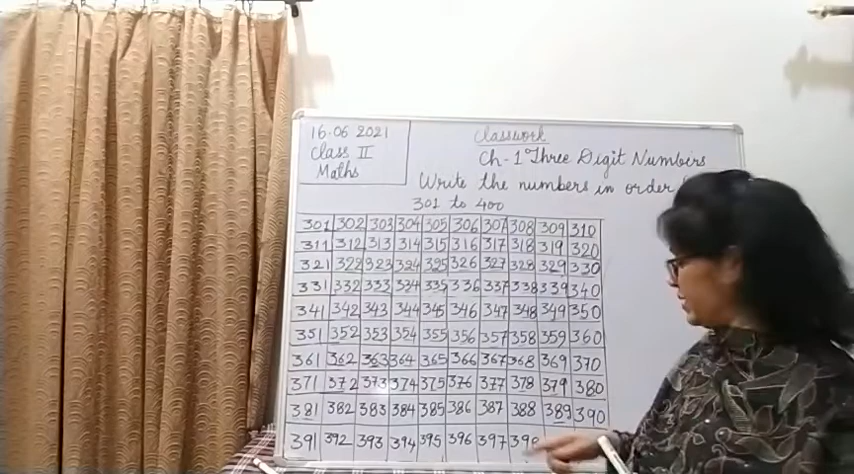 16.06 2021
Class II
Maths
Classwork
Ch-1 Three Digit Numbers
Write the numbers in order
301 to 400
301 302 303 304 305 306 307 308 309 310
311 312 313 314 315 316 317 318 319 320
321 322 323 324 325 326 327 328 329 330
331 332 333 334 335 336 337 338 339 340
341 342 343 344 345 346 347 348 349 350
351 352 353 354 355 356 357 358 359 360
361 362 363 364 365 366 367 368 369 370
371 372 373 374 375 376 377 378 379 380
381 382 383 384 385 386 387 388 389 390
391 392 393 394 395 396 397 398